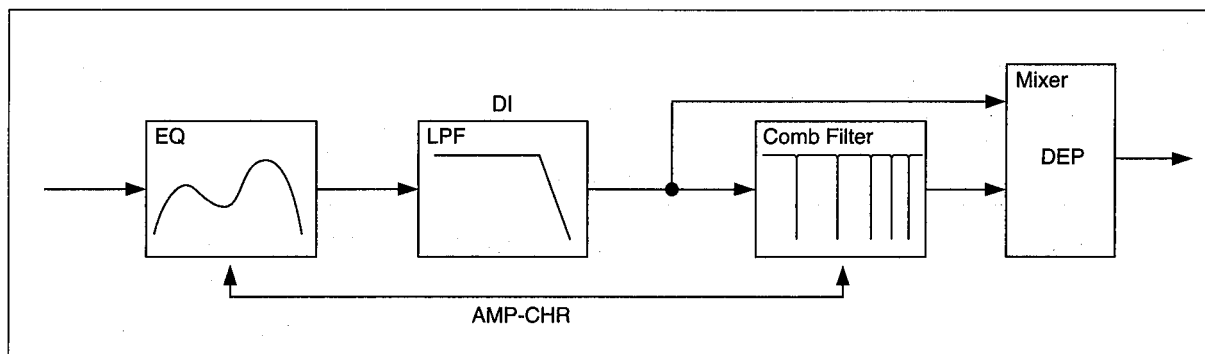 EQ
DI
LPF
Comb Filter
Mixer
DEP
AMP-CHR